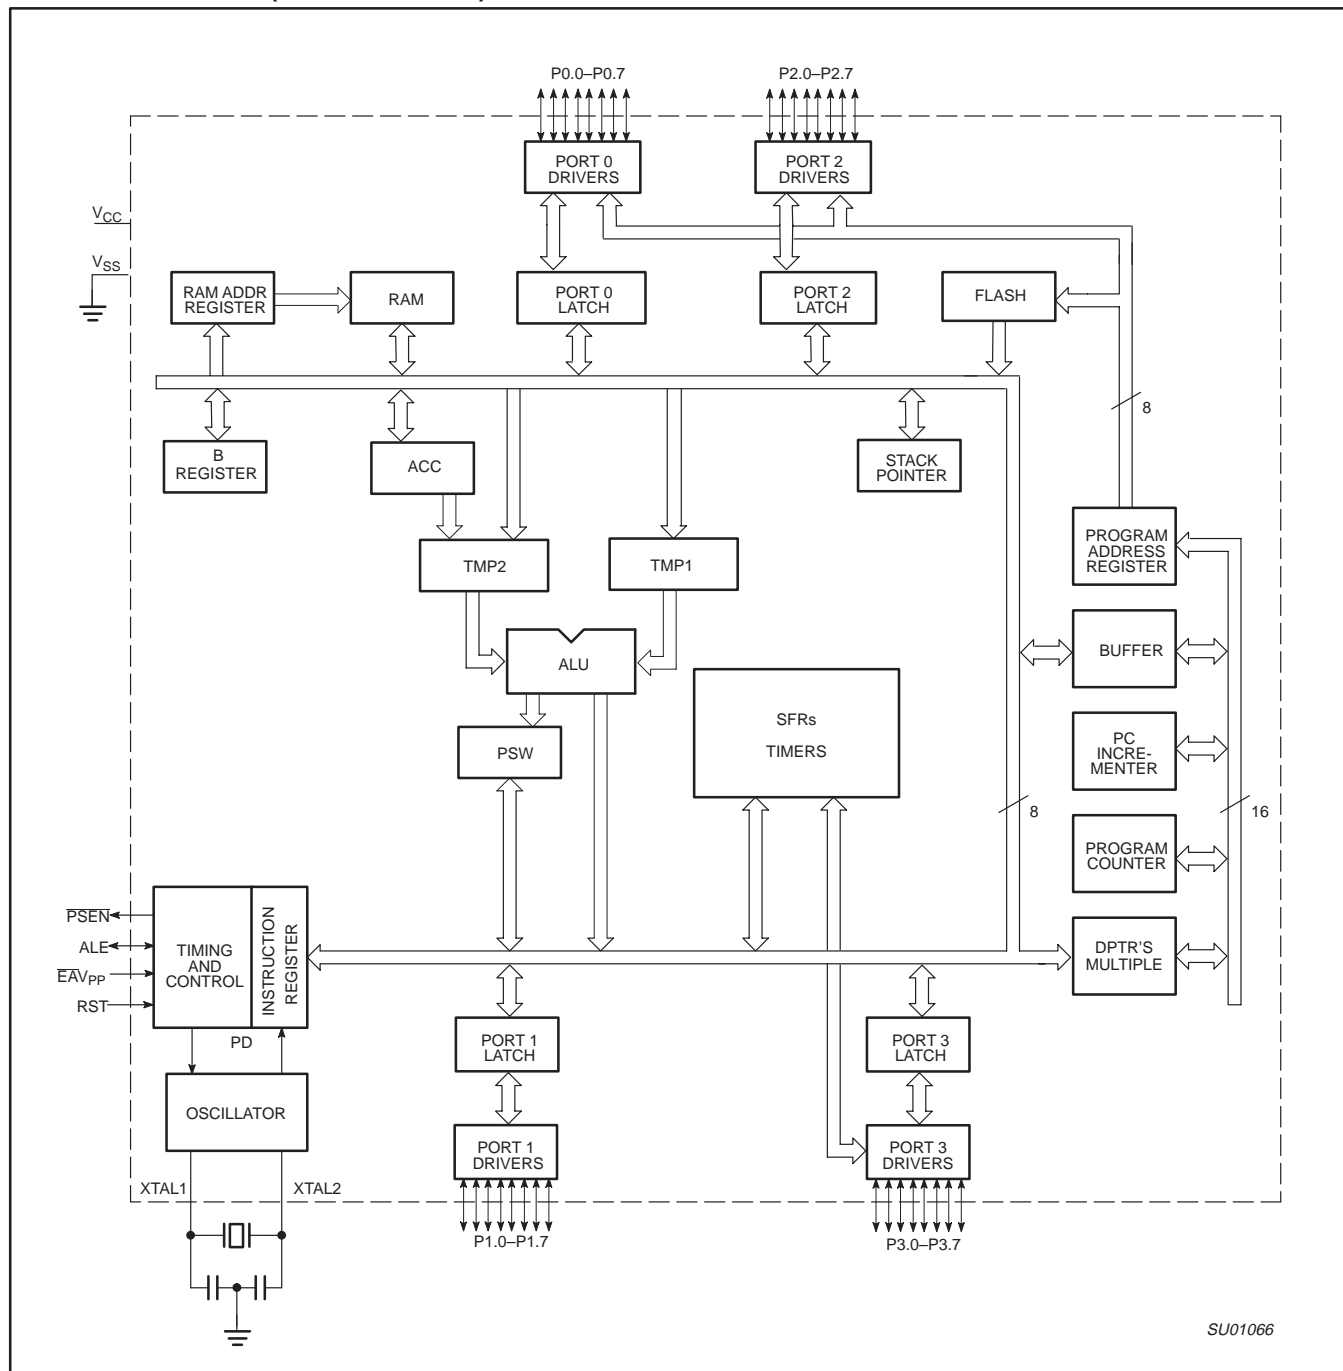 P0.0–P0.7
P2.0–P2.7
PORT 0
DRIVERS
PORT 2
DRIVERS
VCC
VSS
RAM ADDR
REGISTER
RAM
PORT 0
LATCH
PORT 2
LATCH
FLASH
8
B
REGISTER
ACC
STACK
POINTER
PROGRAM
ADDRESS
REGISTER
TMP2
TMP1
ALU
BUFFER
SFRs
TIMERS
PSW
PC
INCRE-
MENTER
8
16
PROGRAM
COUNTER
PSEN
ALE
EAVPP
RST
TIMING
AND
CONTROL
INSTRUCTION
REGISTER
DPTR'S
MULTIPLE
PD
PORT 1
LATCH
PORT 3
LATCH
OSCILLATOR
PORT 1
DRIVERS
PORT 3
DRIVERS
XTAL1
XTAL2
P1.0–P1.7
P3.0–P3.7
SU01066